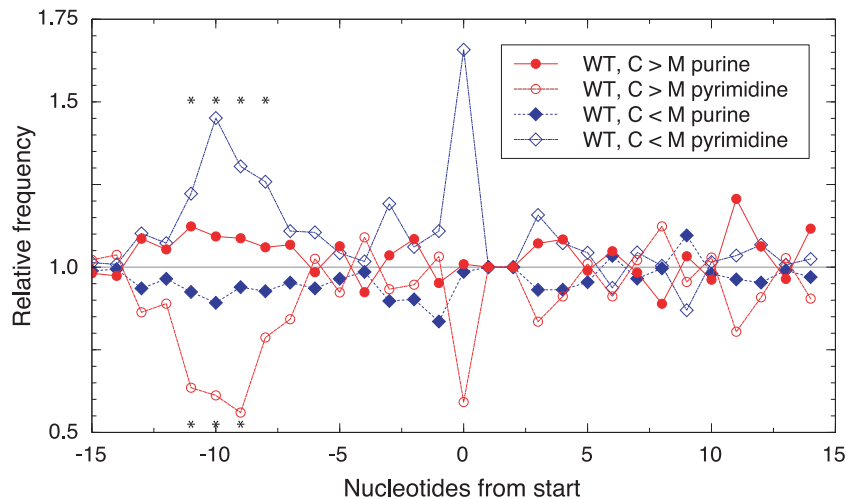 1.75
1.5
1.0
0.5
Relative frequency
* * * *
* * *
WT, C > M purine
WT, C > M pyrimidine
WT, C < M purine
WT, C < M pyrimidine
-15 -10 -5 0 5 10 15
Nucleotides from start